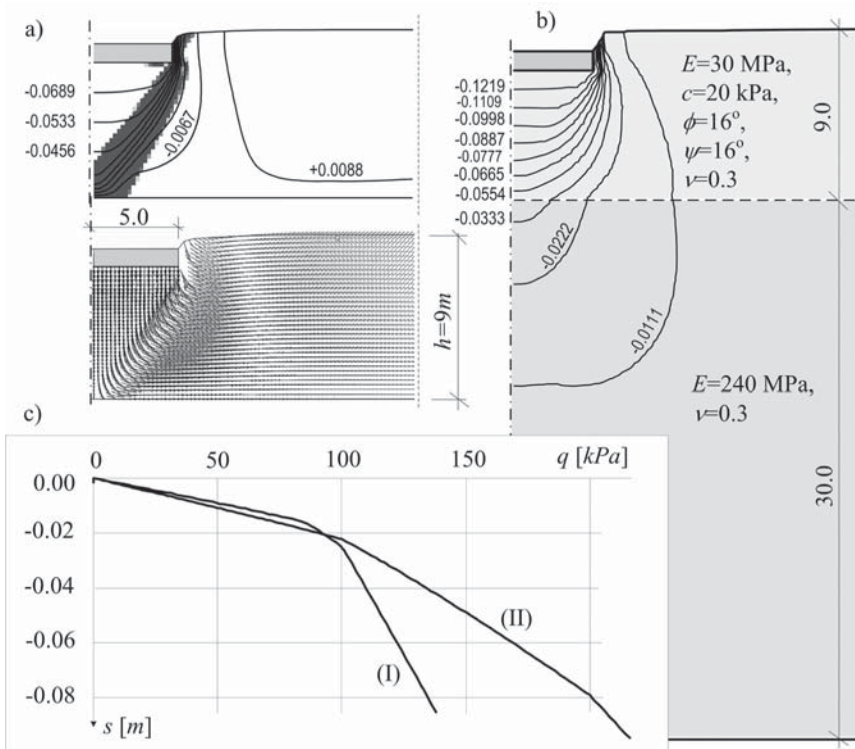 a)
-0.0689
-0.0533
-0.0456
-0.0067
+0.0088
5.0
h=9m
b)
-0.1219
-0.1109
-0.0998
-0.0887
-0.0777
-0.0665
-0.0554
-0.0333
-0.0222
-0.0111
E=30 MPa,
c=20 kPa,
ϕ=16°,
ψ=16°,
ν=0.3
9.0
E=240 MPa,
ν=0.3
30.0
c)
0 50 100 150 q [kPa]
0.00
-0.02
-0.04
-0.06
-0.08
(I)
(II)
s [m]